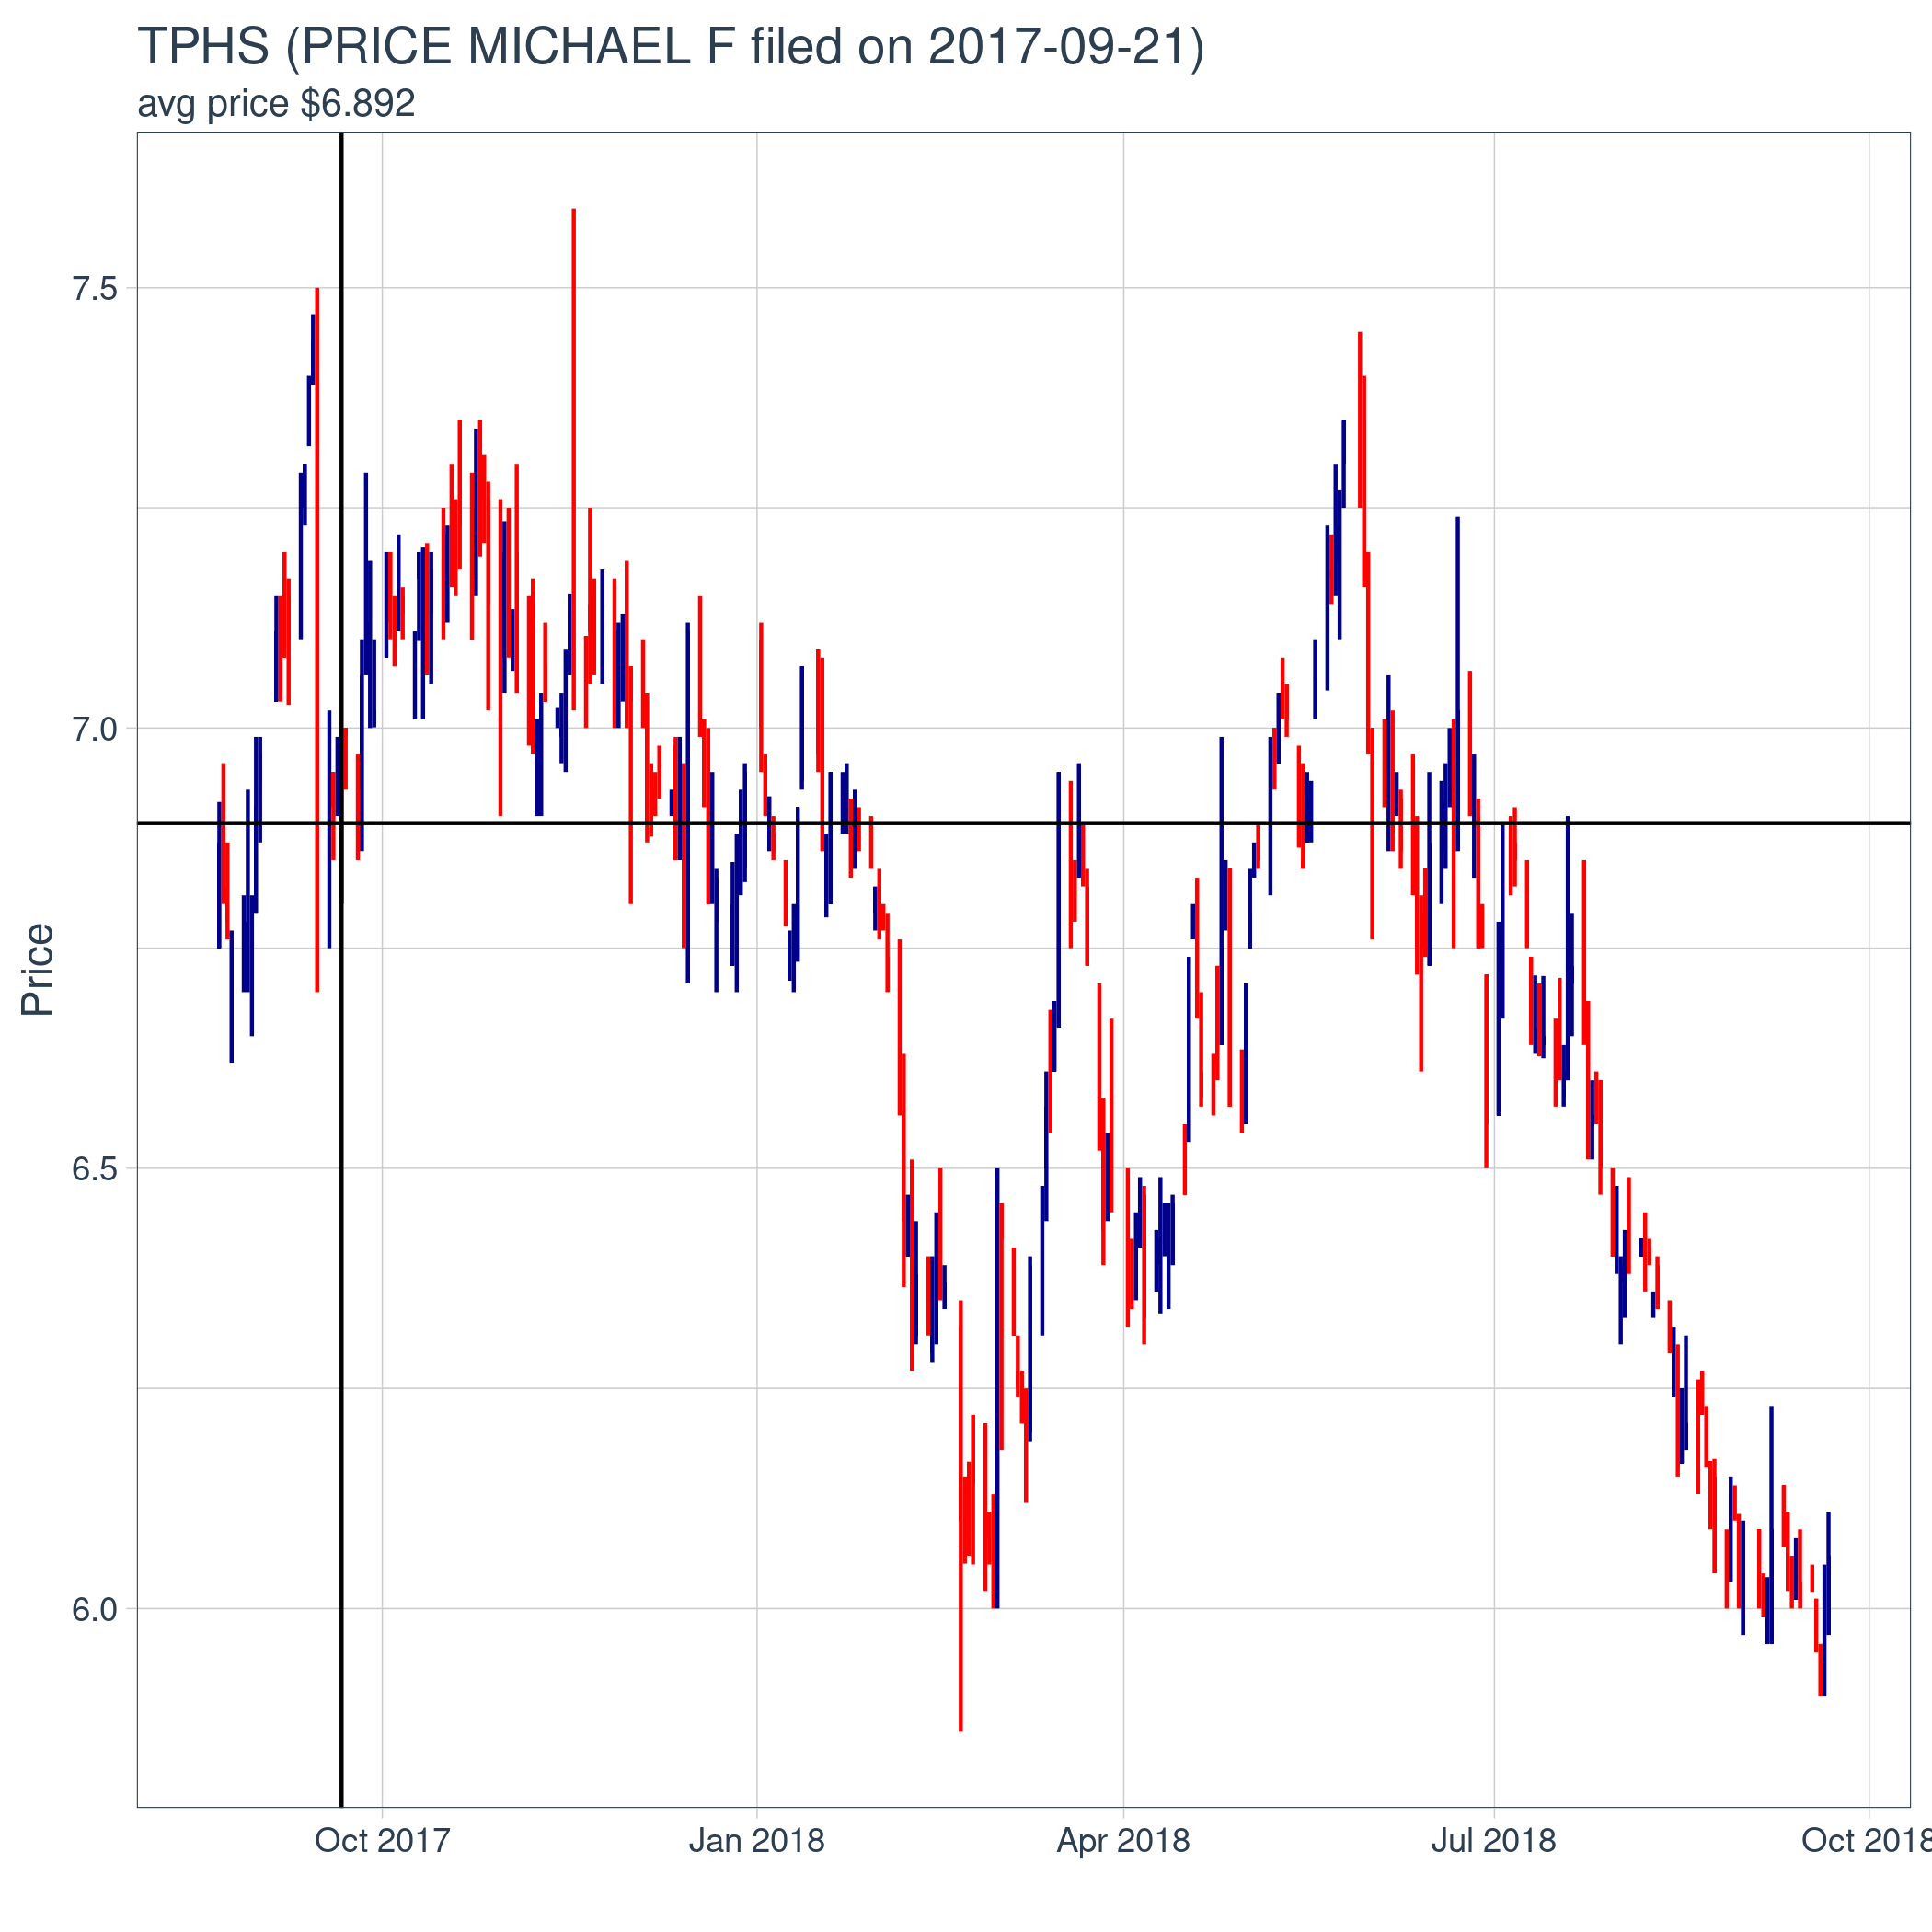 TPHS (PRICE MICHAEL F filed on 2017-09-21)
avg price $6.892
7.5
7.0
6.5
6.0
Price
Oct 2017
Jan 2018
Apr 2018
Jul 2018
Oct 2018